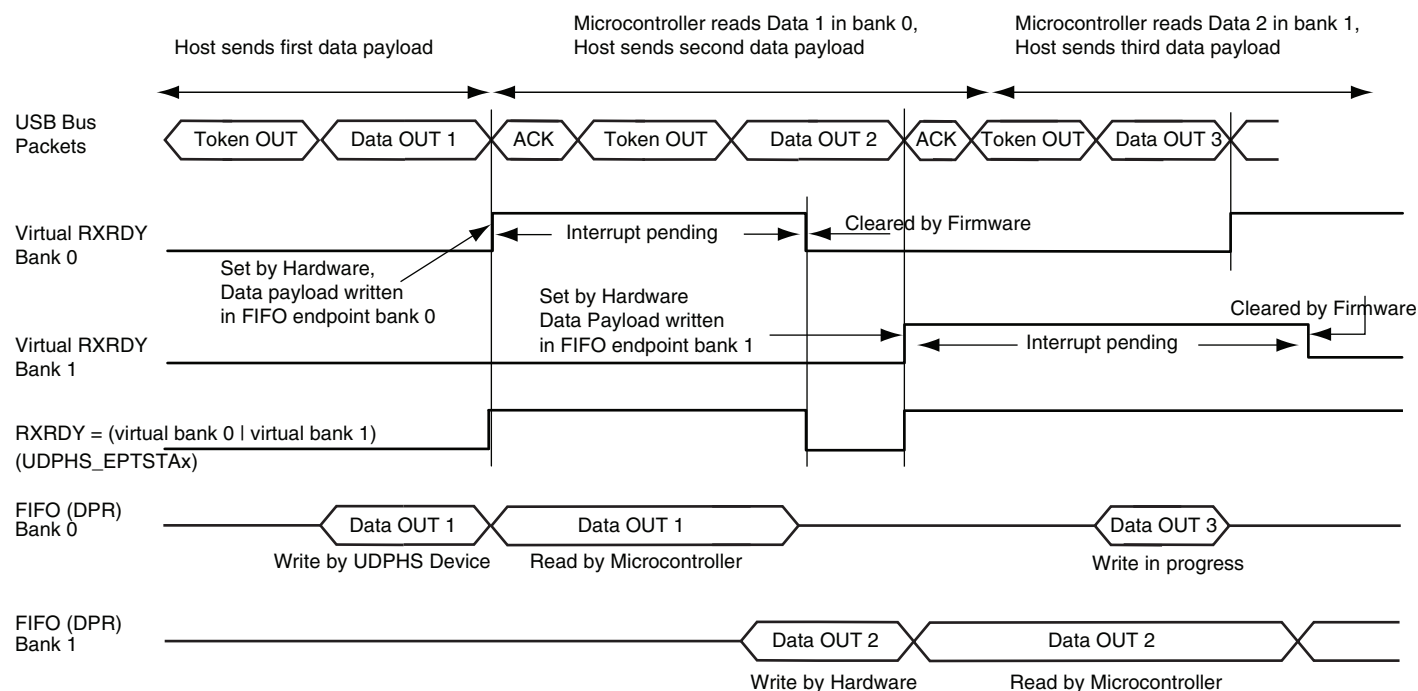 Host sends first data payload
Microcontroller reads Data 1 in bank 0,
Host sends second data payload
Microcontroller reads Data 2 in bank 1,
Host sends third data payload
USB Bus
Packets
Token OUT
Data OUT 1
ACK
Token OUT
Data OUT 2
ACK
Token OUT
Data OUT 3
Virtual RXRDY
Bank 0
Interrupt pending
Cleared by Firmware
Set by Hardware,
Data payload written
in FIFO endpoint bank 0
Set by Hardware
Data Payload written
in FIFO endpoint bank 1
Cleared by Firmware
Virtual RXRDY
Bank 1
Interrupt pending
RXRDY = (virtual bank 0 | virtual bank 1)
(UDPHS_EPTSTAx)
FIFO (DPR)
Bank 0
Data OUT 1
Data OUT 1
Data OUT 3
Write by UDPHS Device
Read by Microcontroller
Write in progress
FIFO (DPR)
Bank 1
Data OUT 2
Data OUT 2
Write by Hardware
Read by Microcontroller